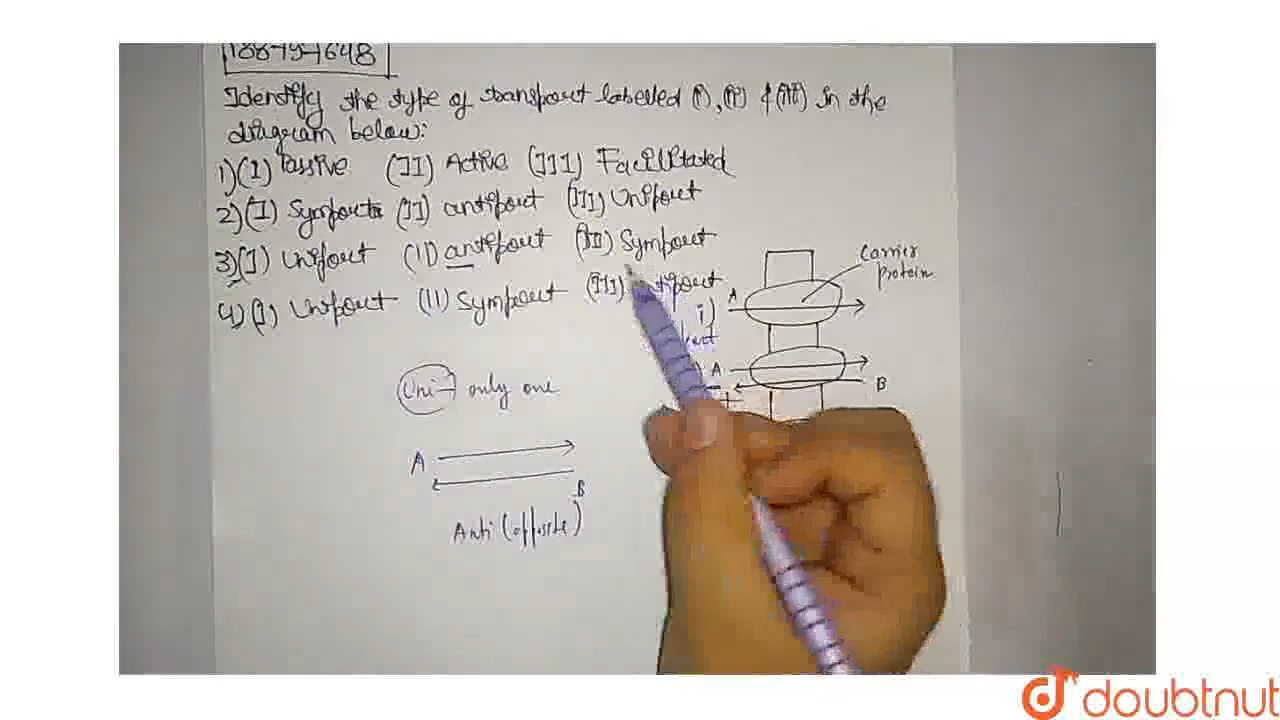 188794648
Identify the type of transport labelled (i), (ii) & (iii) in the
diagram below:
1) (I) Passive (II) Active (III) Facilitated
2) (I) Symport (II) antiport (III) Uniport
3) (I) Uniport (II) antiport (III) Symport
4) (I) Uniport (II) Symport (III) antiport
Carrier
protein
A
i)
A
B
Uni → only one
A
B
Anti (opposite)
doubtnut